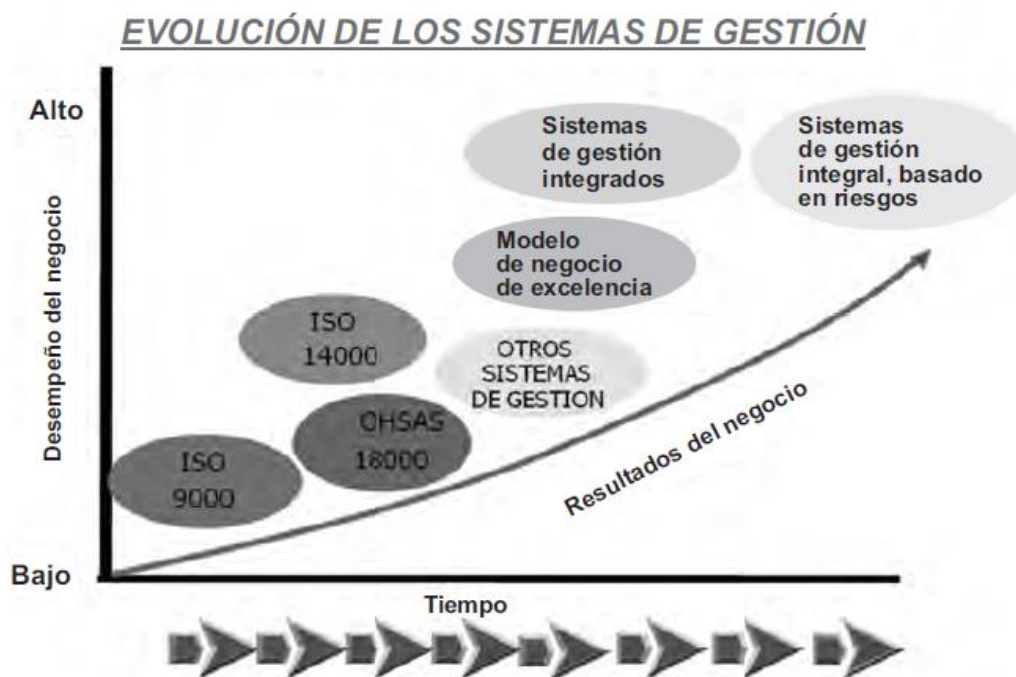 EVOLUCIÓN DE LOS SISTEMAS DE GESTIÓN
Alto
Desempeño del negocio
Bajo
Sistemas
de gestión
integrados
Sistemas
de gestión
integral, basado
en riesgos
Modelo
de negocio
de excelencia
ISO
14000
OTROS
SISTEMAS
DE GESTION
OHSAS
18000
ISO
9000
Resultados del negocio
Tiempo